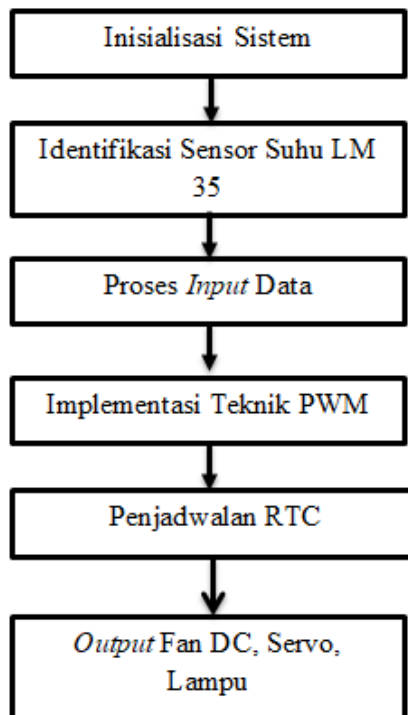 Inisialisasi Sistem
Identifikasi Sensor Suhu LM
35
Proses Input Data
Implementasi Teknik PWM
Penjadwalan RTC
Output Fan DC, Servo,
Lampu